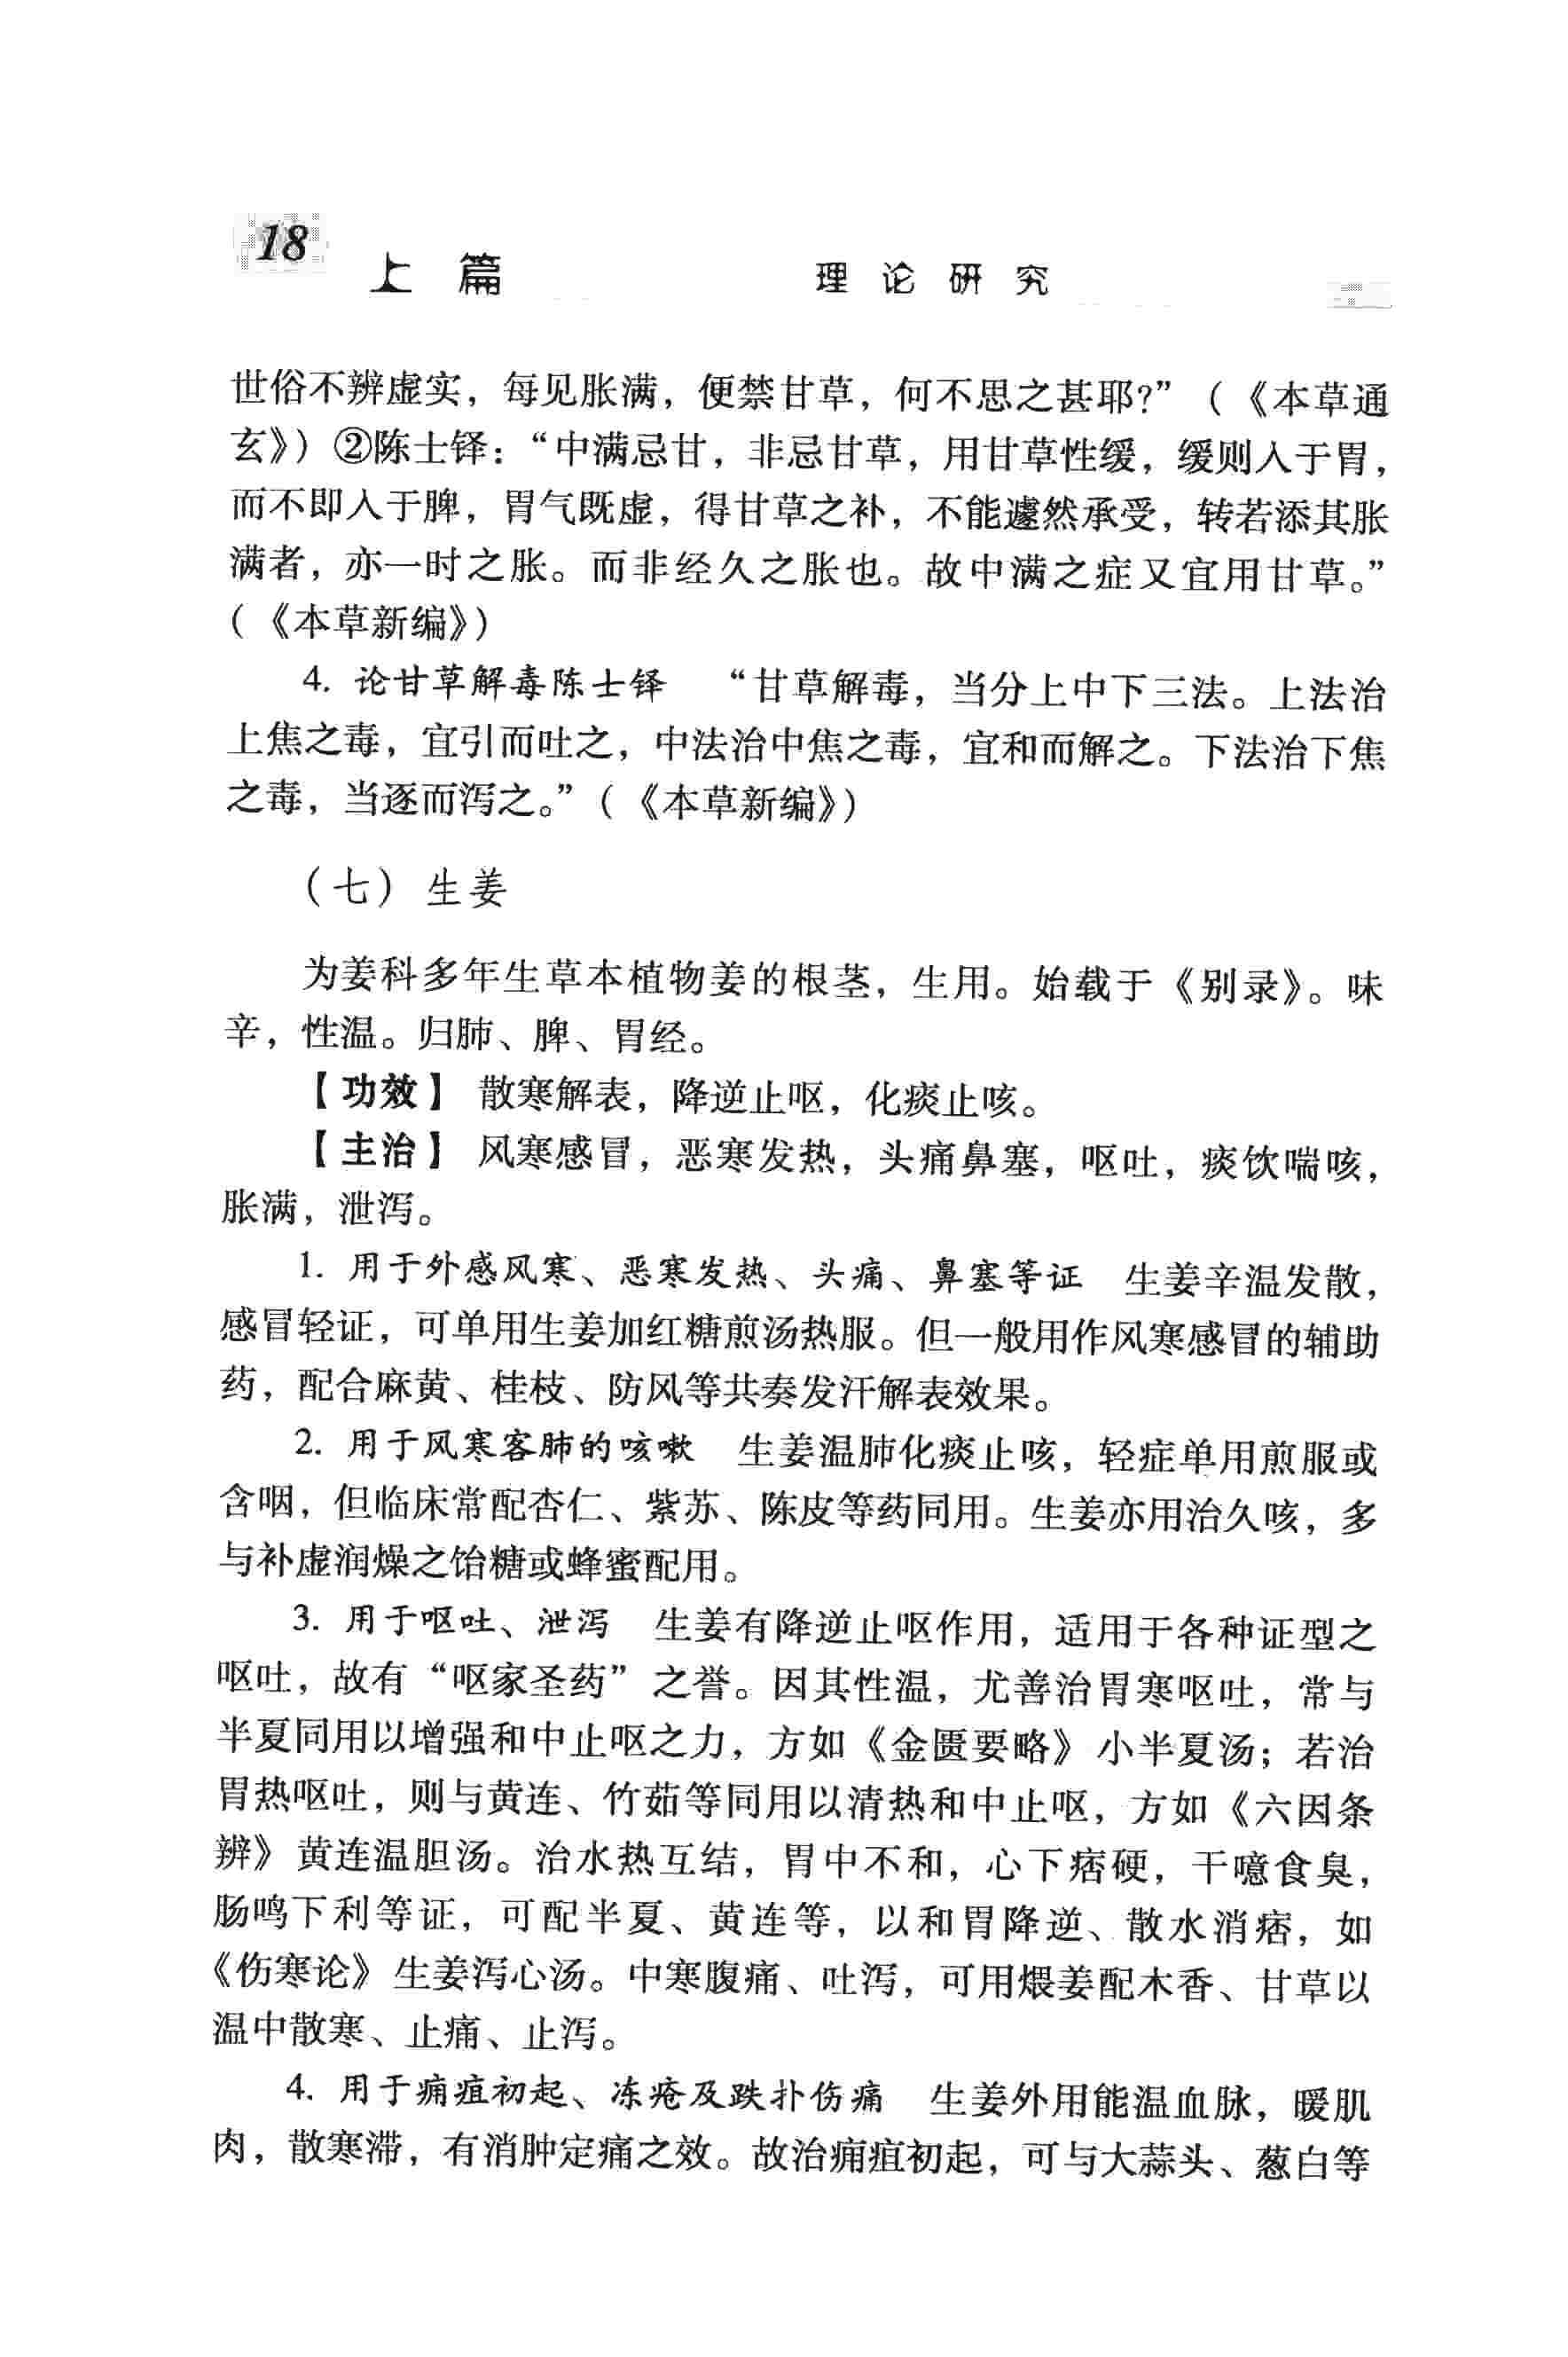 18
上 篇 理 论 研 究
世俗不辨虚实，每见胀满，便禁甘草，何不思之甚耶?”（《本草通
玄》）②陈士铎：“中满忌甘，非忌甘草，用甘草性缓，缓则入于胃，
而不即入于脾，胃气既虚，得甘草之补，不能遽然承受，转若添其胀
满者，亦一时之胀。而非经久之胀也。故中满之症又宜用甘草。”
（《本草新编》）
4. 论甘草解毒陈士铎 “甘草解毒，当分上中下三法。上法治
上焦之毒，宜引而吐之，中法治中焦之毒，宜和而解之。下法治下焦
之毒，当逐而泻之。”（《本草新编》）
（七） 生姜
为姜科多年生草本植物姜的根茎，生用。始载于《别录》。味
辛，性温。归肺、脾、胃经。
【功效】 散寒解表，降逆止呕，化痰止咳。
【主治】 风寒感冒，恶寒发热，头痛鼻塞，呕吐，痰饮喘咳，
胀满，泄泻。
1. 用于外感风寒、恶寒发热、头痛、鼻塞等证 生姜辛温发散，
感冒轻证，可单用生姜加红糖煎汤热服。但一般用作风寒感冒的辅助
药，配合麻黄、桂枝、防风等共奏发汗解表效果。
2. 用于风寒客肺的咳嗽 生姜温肺化痰止咳，轻症单用煎服或
含咽，但临床常配杏仁、紫苏、陈皮等药同用。生姜亦用治久咳，多
与补虚润燥之饴糖或蜂蜜配用。
3. 用于呕吐、泄泻 生姜有降逆止呕作用，适用于各种证型之
呕吐，故有“呕家圣药”之誉。因其性温，尤善治胃寒呕吐，常与
半夏同用以增强和中止呕之力，方如《金匮要略》小半夏汤；若治
胃热呕吐，则与黄连、竹茹等同用以清热和中止呕，方如《六因条
辨》黄连温胆汤。治水热互结，胃中不和，心下痞硬，干噫食臭，
肠鸣下利等证，可配半夏、黄连等，以和胃降逆、散水消痞，如
《伤寒论》生姜泻心汤。中寒腹痛、吐泻，可用煨姜配木香、甘草以
温中散寒、止痛、止泻。
4. 用于痈疽初起、冻疮及跌扑伤痛 生姜外用能温血脉，暖肌
肉，散寒滞，有消肿定痛之效。故治痈疽初起，可与大蒜头、葱白等